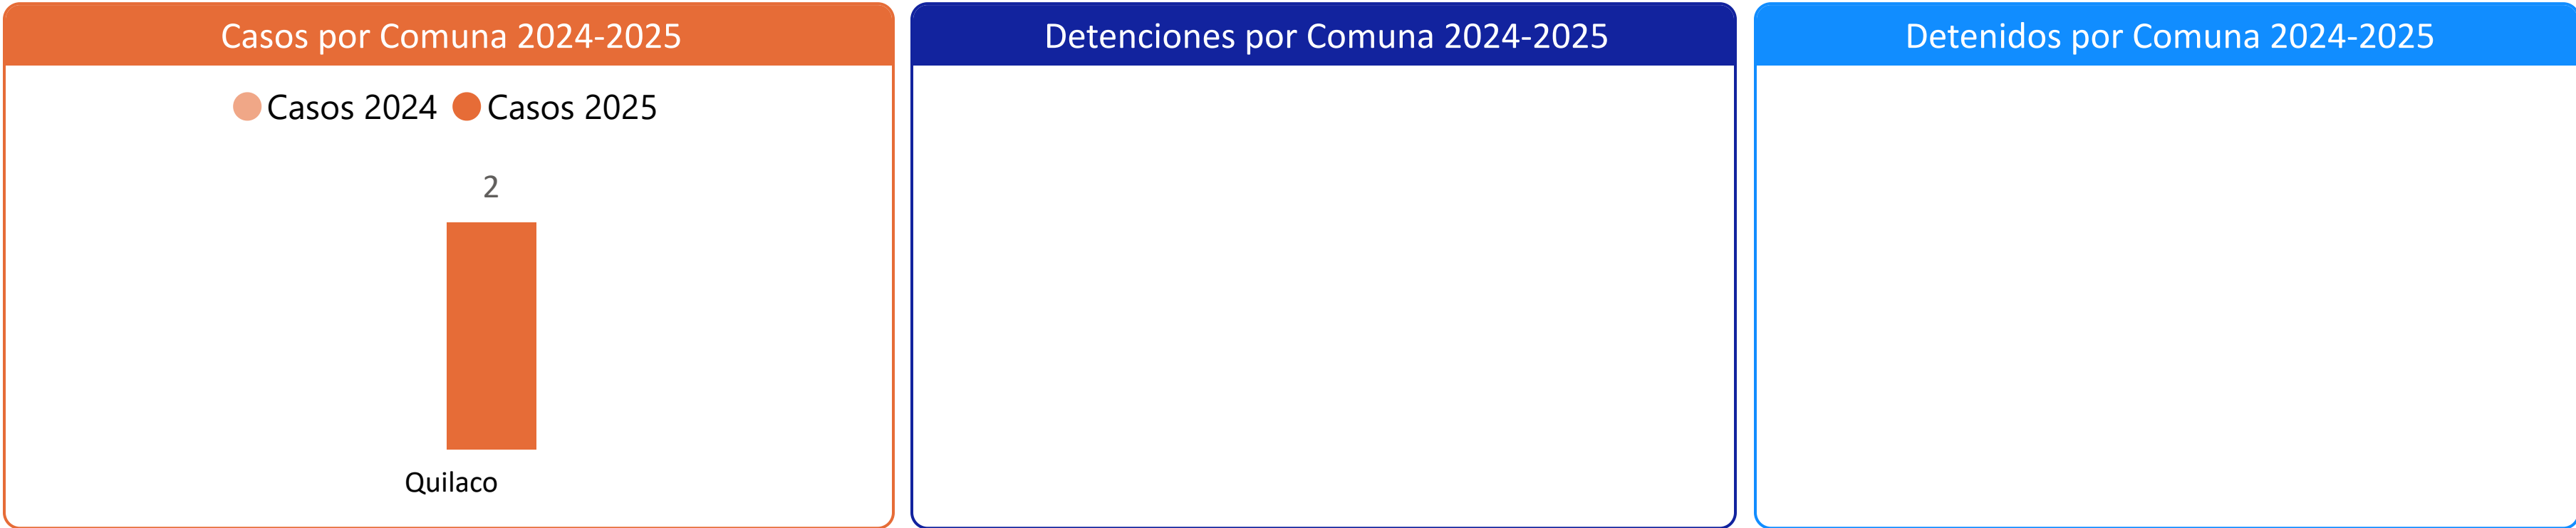 Casos por Comuna 2024-2025
Casos 2024 Casos 2025
2
Quilaco
Detenciones por Comuna 2024-2025
Detenidos por Comuna 2024-2025